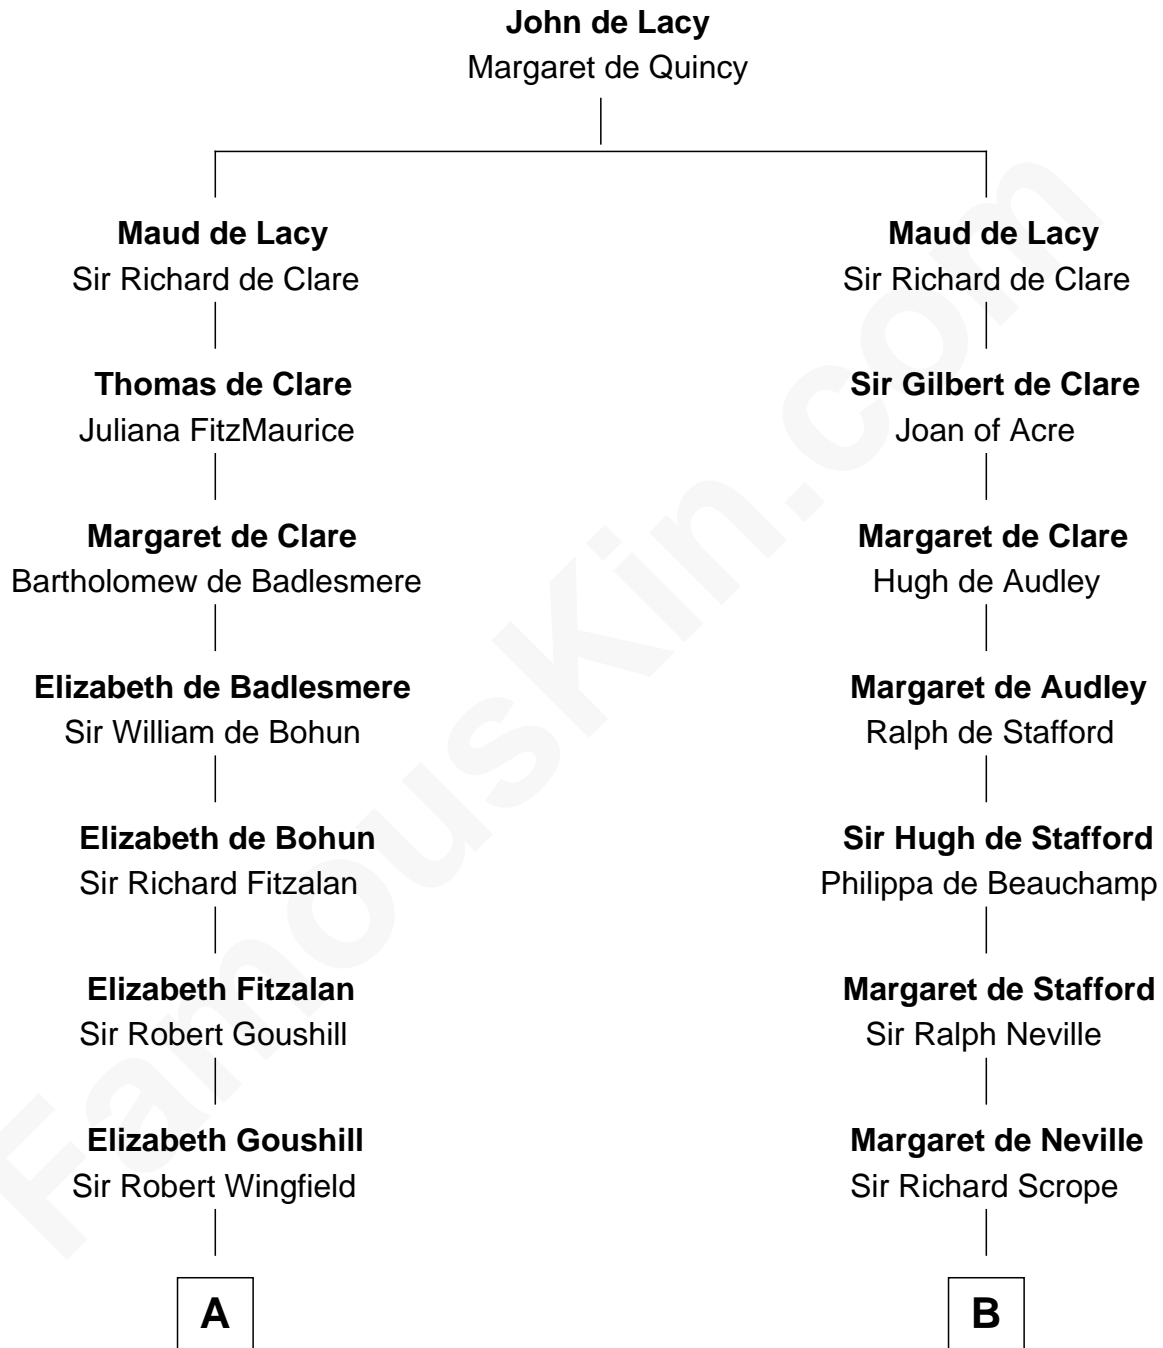 John de Lacy
Margaret de Quincy
Maud de Lacy
Sir Richard de Clare
Maud de Lacy
Sir Richard de Clare
Thomas de Clare
Juliana FitzMaurice
Sir Gilbert de Clare
Joan of Acre
Margaret de Clare
Bartholomew de Badlesmere
Margaret de Clare
Hugh de Audley
Elizabeth de Badlesmere
Sir William de Bohun
Margaret de Audley
Ralph de Stafford
Elizabeth de Bohun
Sir Richard Fitzalan
Sir Hugh de Stafford
Philippa de Beauchamp
Elizabeth Fitzalan
Sir Robert Goushill
Margaret de Stafford
Sir Ralph Neville
Elizabeth Goushill
Sir Robert Wingfield
Margaret de Neville
Sir Richard Scrope
A
B
FamousKin.com